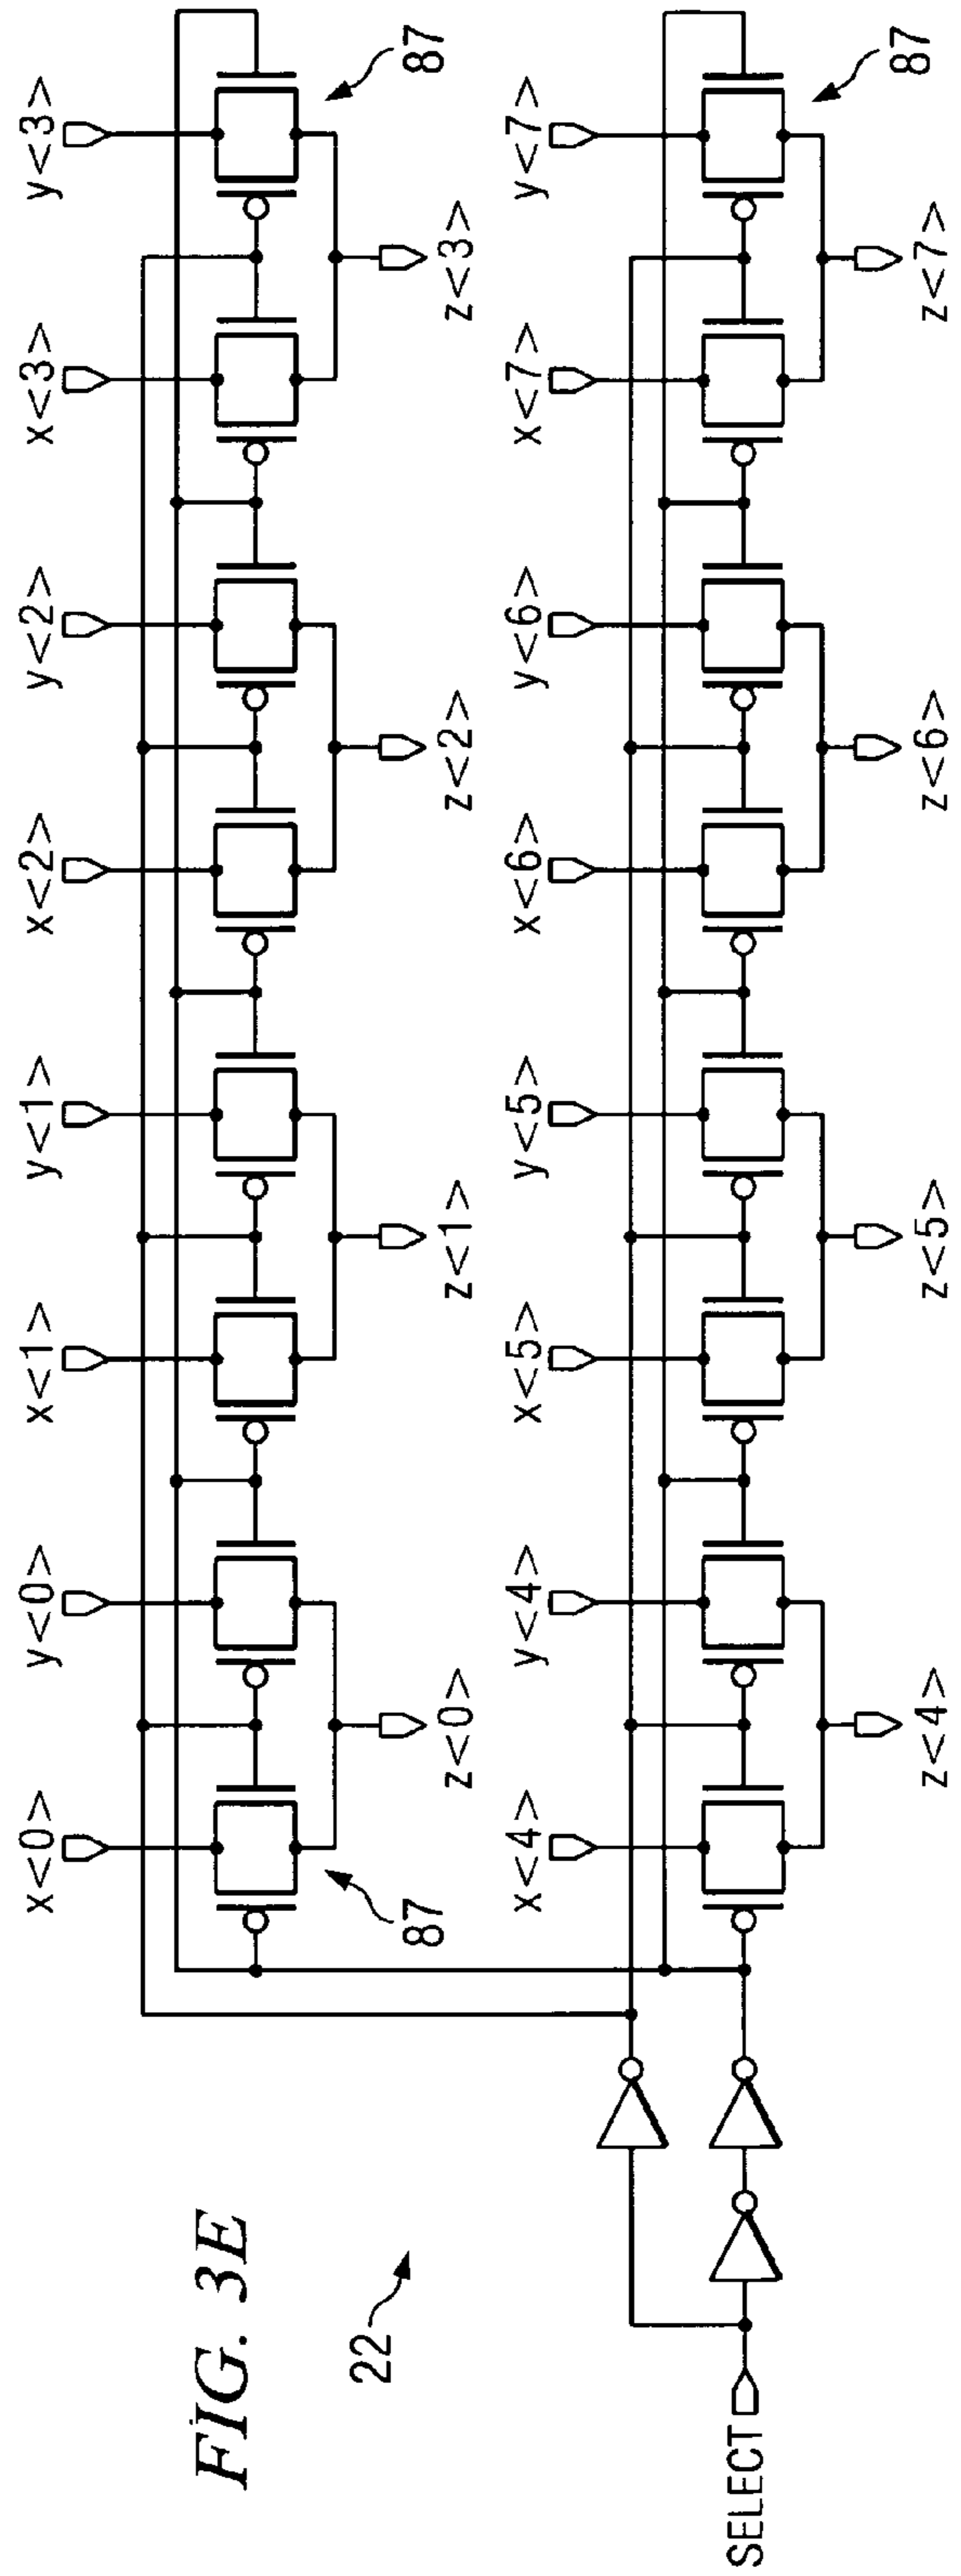 x<0>
y<0>
x<1>
y<1>
x<2>
y<2>
x<3>
y<3>
87
87
z<0>
z<1>
z<2>
z<3>
x<4>
y<4>
x<5>
y<5>
x<6>
y<6>
x<7>
y<7>
87
z<4>
z<5>
z<6>
z<7>
FIG. 3E
22
SELECT